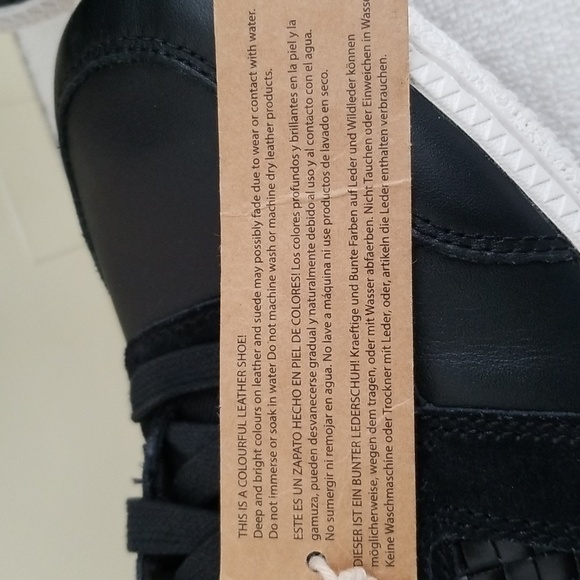 THIS IS A COLOURFUL LEATHER SHOE!
Deep and bright colours on leather and suede may possibly fade due to wear or contact with water.
Do not immerse or soak in water Do not machine wash or machine dry leather products.
ESTE ES UN ZAPATO HECHO EN PIEL DE COLORES! Los colores profundos y brillantes en la piel y la
gamuza, pueden desvanecerse gradual y naturalmente debido al uso y al contacto con el agua.
No sumergir ni remojar en agua. No lave a máquina ni use productos de lavado en seco.
DIESER IST EIN BUNTER LEDERSCHUH! Kraeftige und Bunte Farben auf Leder und Wildleder können
möglicherweise, wegen dem tragen, oder mit Wasser abfaerben. Nicht Tauchen oder Einweichen in Wasse
Keine Waschmaschine oder Trockner mit Leder, oder, artikeln die Leder enthalten verbrauchen.